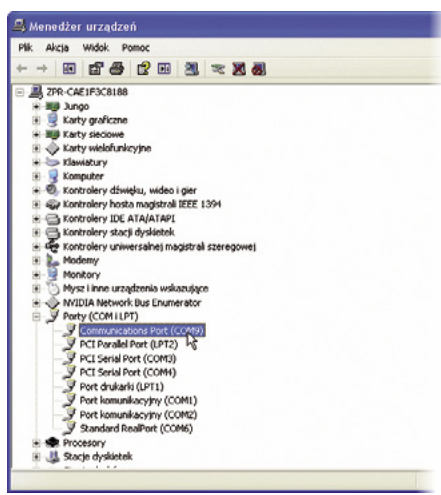 Menedżer urządzeń
Plik Akcja Widok Pomoc
ZPR-CAE1F3C8188
Jungo
Karty graficzne
Karty sieciowe
Karty wielofunkcyjne
Klawiatury
Komputer
Kontrolery dźwięku, wideo i gier
Kontrolery hosta magistrali IEEE 1394
Kontrolery IDE ATA/ATAPI
Kontrolery stacji dyskietek
Kontrolery uniwersalnej magistrali szeregowej
Modemy
Monitory
Mysz i inne urządzenia wskazujące
NVIDIA Network Bus Enumerator
Porty (COM i LPT)
Communications Port (COM9)
PCI Parallel Port (LPT2)
PCI Serial Port (COM3)
PCI Serial Port (COM4)
Port drukarki (LPT1)
Port komunikacyjny (COM1)
Port komunikacyjny (COM2)
Standard RealPort (COM6)
Procesory
Stacje dyskietek